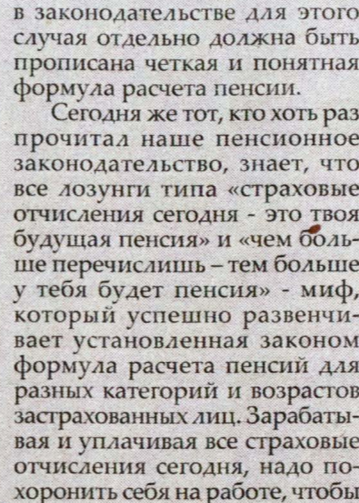 в законодательстве для этого
случая отдельно должна быть
прописана четкая и понятная
формула расчета пенсии.
Сегодня же тот, кто хоть раз
прочитал наше пенсионное
законодательство, знает, что
все лозунги типа «страховые
отчисления сегодня - это твоя
будущая пенсия» и «чем боль-
ше перечислишь – тем больше
у тебя будет пенсия» - миф,
который успешно развенчи-
вает установленная законом
формула расчета пенсий для
разных категорий и возрастов
застрахованных лиц. Зарабаты-
вая и уплачивая все страховые
отчисления сегодня, надо по-
хоронить себя на работе, чтобы